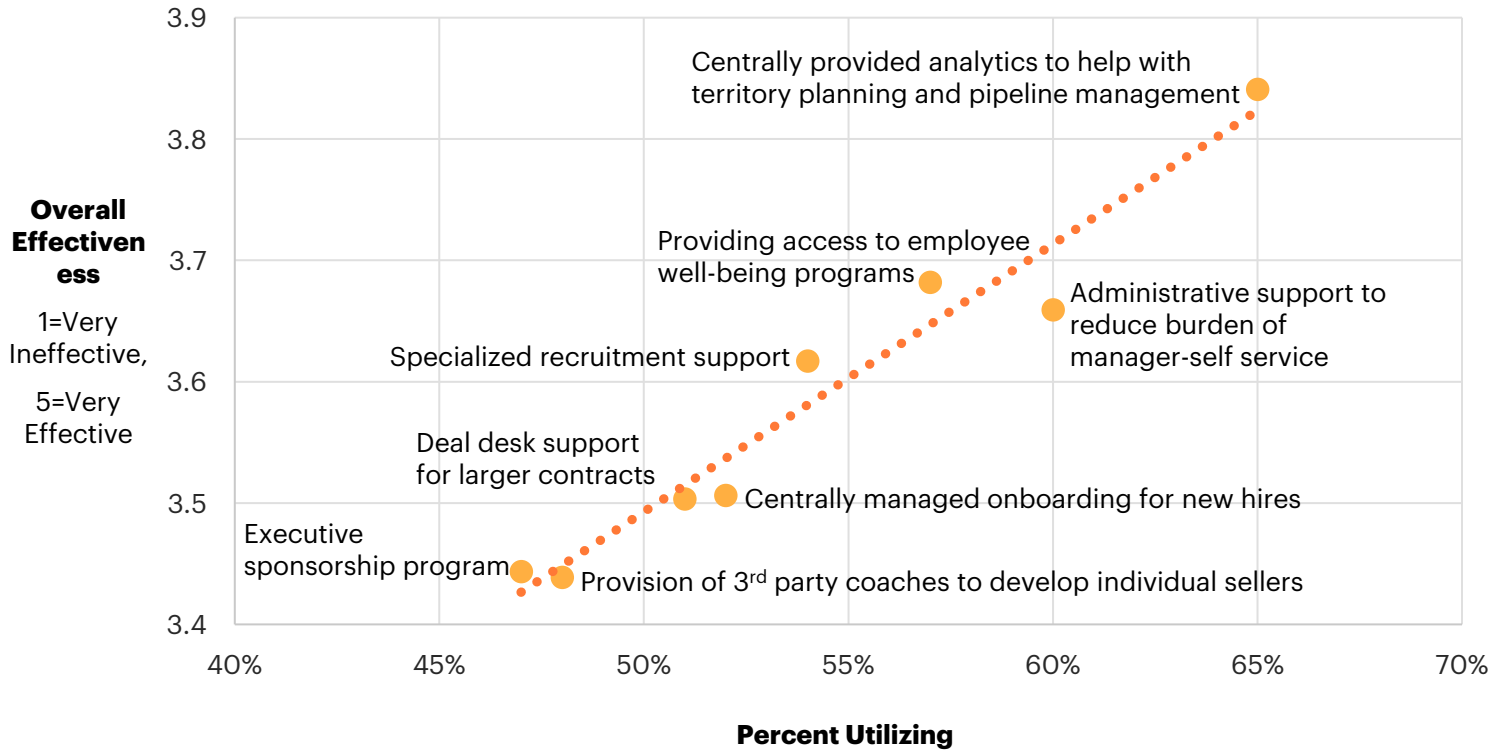 3.9
Centrally provided analytics to help with
territory planning and pipeline management
3.8
Overall
Effectiven
ess
1=Very
Ineffective,
5=Very
Effective
Providing access to employee
well-being programs
3.7
Administrative support to
reduce burden of
manager-self service
Specialized recruitment support
3.6
Deal desk support
for larger contracts
3.5
Centrally managed onboarding for new hires
Executive
sponsorship program
Provision of 3rd party coaches to develop individual sellers
3.4
40% 45% 50% 55% 60% 65% 70%
Percent Utilizing